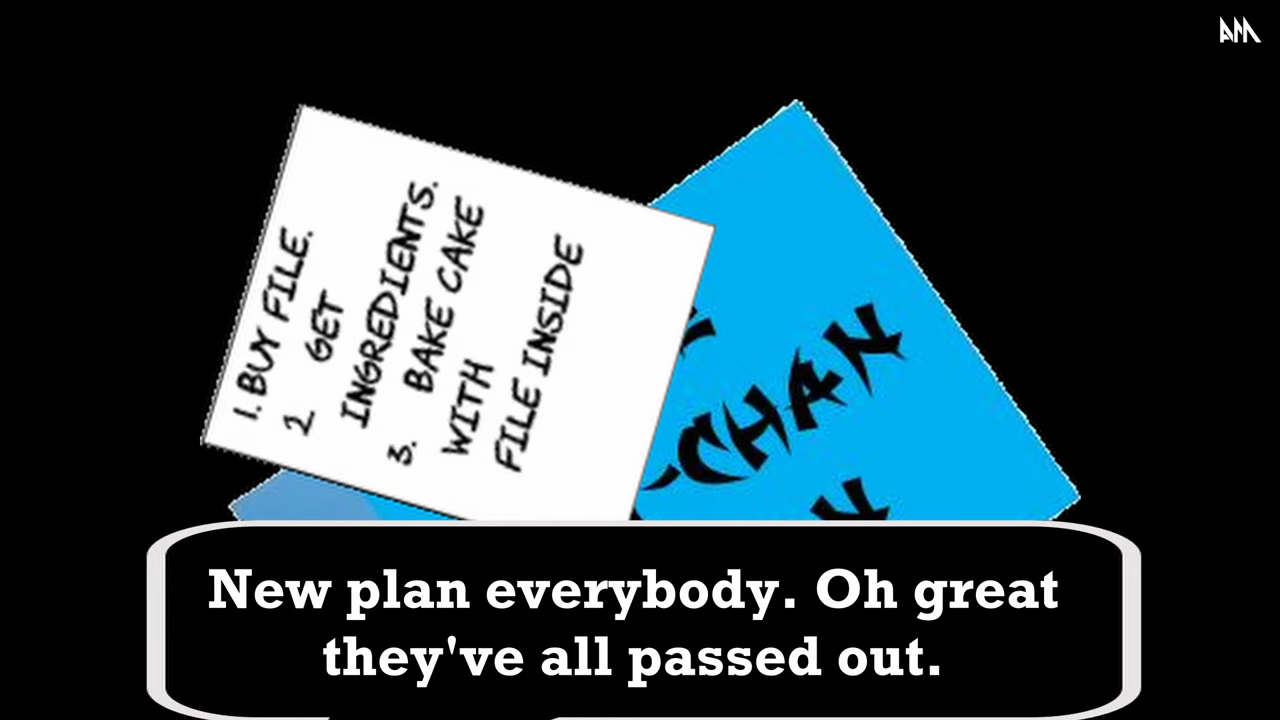 AM
1. BUY FILE.
2. GET
INGREDIENTS.
3. BAKE CAKE
WITH
FILE INSIDE
CHAN
New plan everybody. Oh great
they've all passed out.